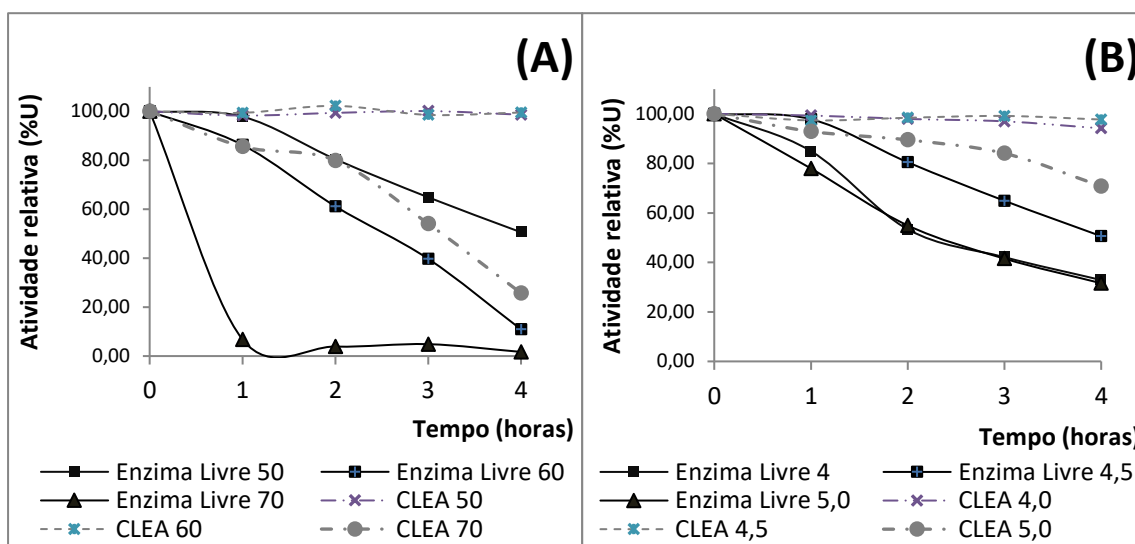 (A)
Atividade relativa (%U)
100,00
80,00
60,00
40,00
20,00
0,00
0 1 2 3 4
Tempo (horas)
Enzima Livre 50 Enzima Livre 60
Enzima Livre 70 CLEA 50
CLEA 60 CLEA 70
(B)
Atividade relativa (%U)
100,00
80,00
60,00
40,00
20,00
0,00
0 1 2 3 4
Tempo (horas)
Enzima Livre 4 Enzima Livre 4,5
Enzima Livre 5,0 CLEA 4,0
CLEA 4,5 CLEA 5,0